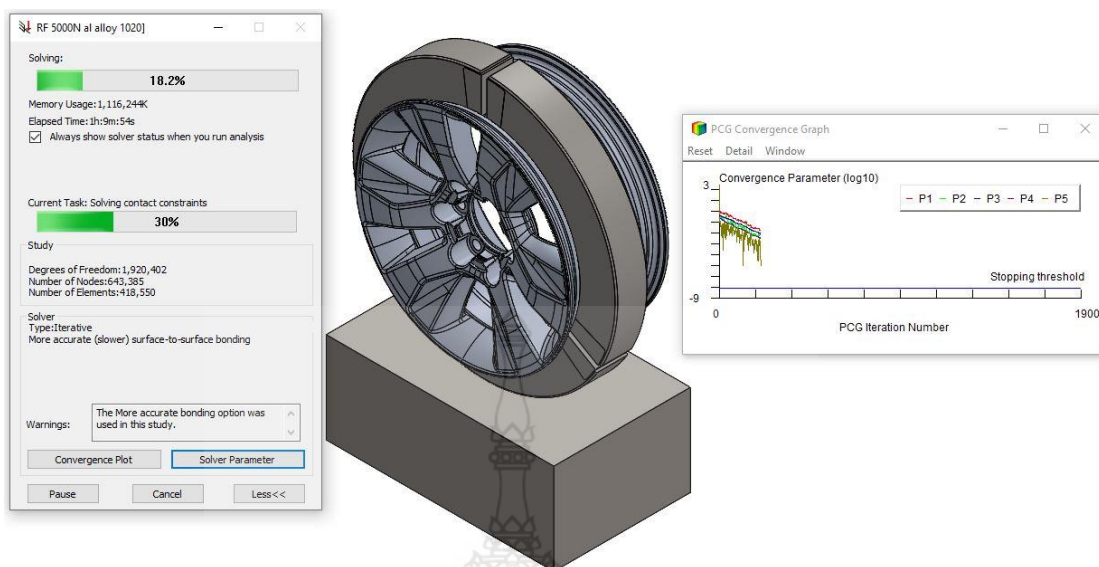 RF 5000N al alloy 1020]
Solving:
18.2%
Memory Usage:1,116,244K
Elapsed Time:1h:9m:54s
Always show solver status when you run analysis
Current Task: Solving contact constraints
30%
Study
Degrees of Freedom:1,920,402
Number of Nodes:643,385
Number of Elements:418,550
Solver
Type:Iterative
More accurate (slower) surface-to-surface bonding
Warnings:
The More accurate bonding option was
used in this study.
Convergence Plot
Solver Parameter
Pause
Cancel
Less<<
PCG Convergence Graph
Reset Detail Window
Convergence Parameter (log10)
3
P1 P2 P3 P4 P5
Stopping threshold
-9
0
1900
PCG Iteration Number